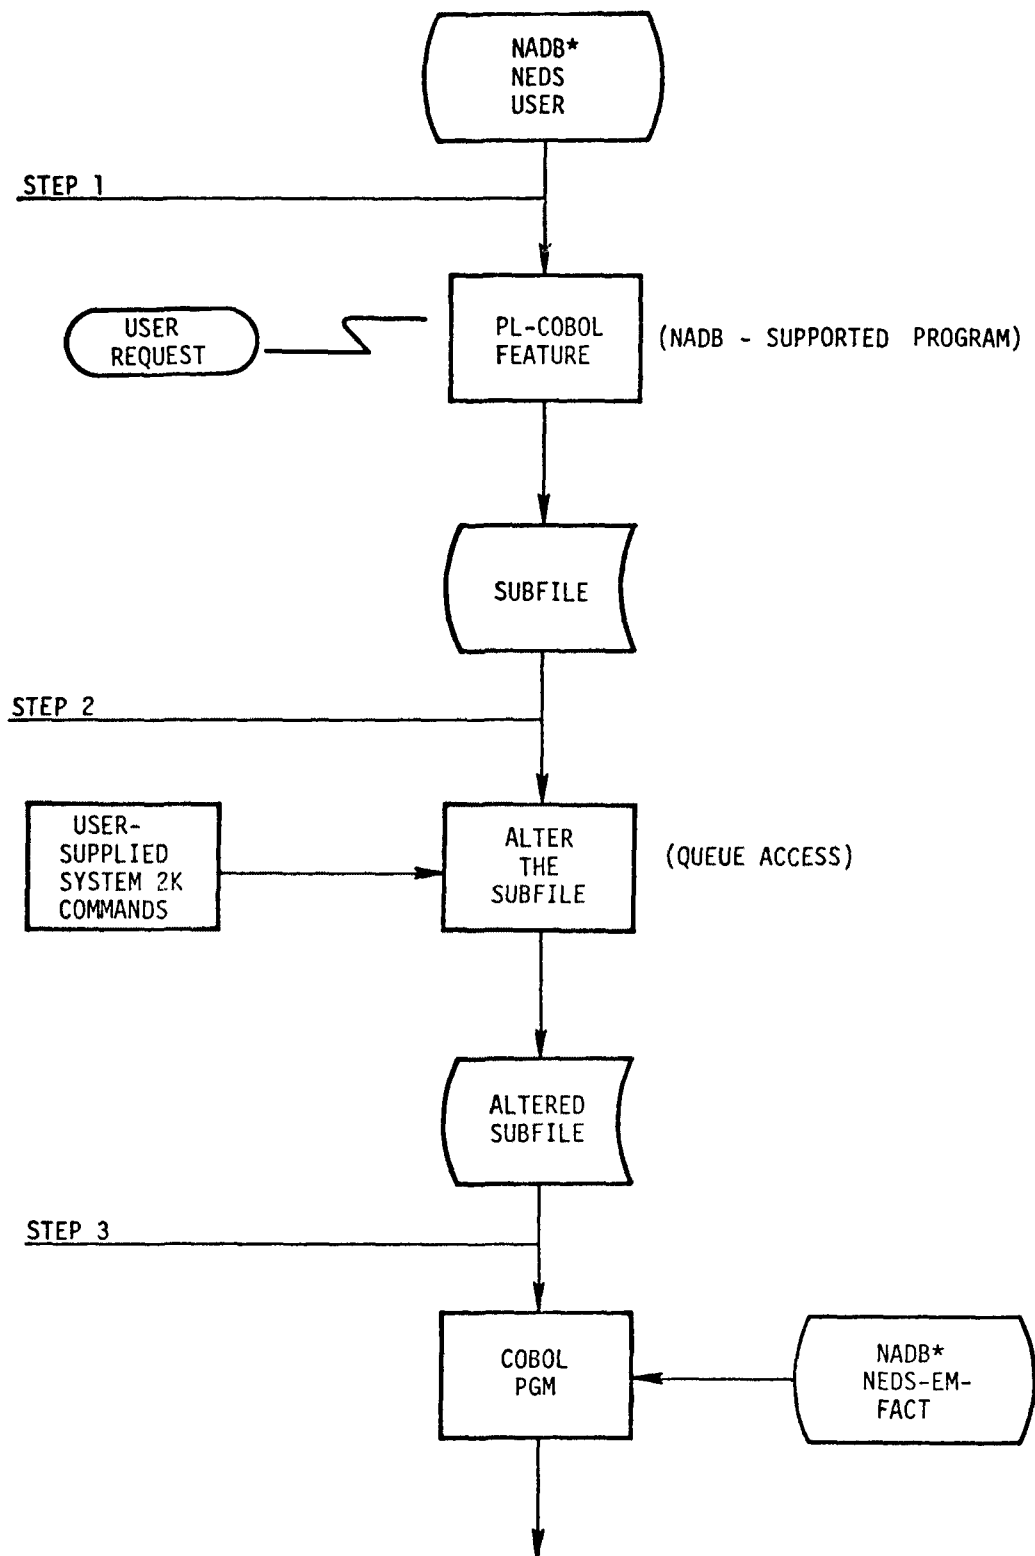 NADB*
NEDS
USER
STEP 1
USER
REQUEST
PL-COBOL
FEATURE
(NADB - SUPPORTED PROGRAM)
SUBFILE
STEP 2
USER-
SUPPLIED
SYSTEM 2K
COMMANDS
ALTER
THE
SUBFILE
(QUEUE ACCESS)
ALTERED
SUBFILE
STEP 3
COBOL
PGM
NADB*
NEDS-EM-
FACT